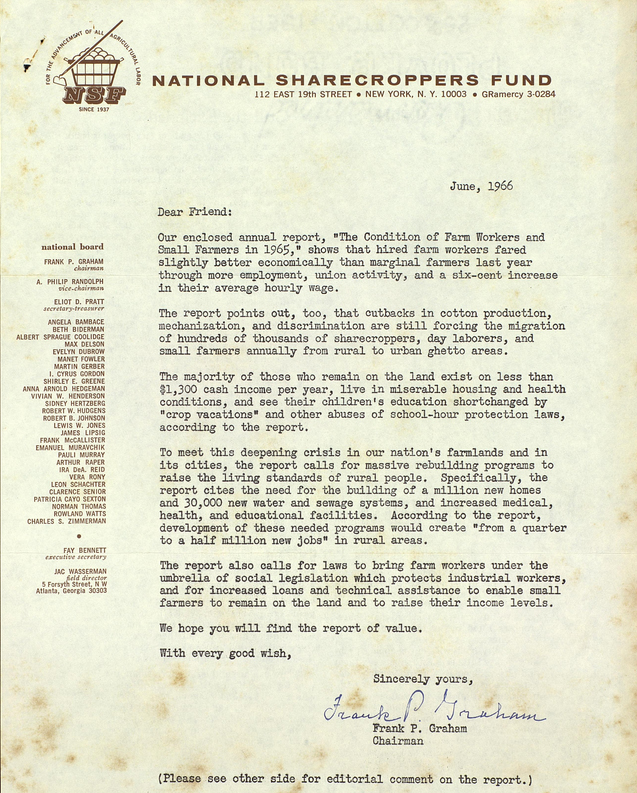 FOR THE ADVANCEMENT OF ALL AGRICULTURAL LABOR
NSF
SINCE 1937
NATIONAL SHARECROPPERS FUND
112 EAST 19th STREET • NEW YORK, N. Y. 10003 • GRamercy 3-0284
June, 1966
Dear Friend:
Our enclosed annual report, "The Condition of Farm Workers and
Small Farmers in 1965," shows that hired farm workers fared
slightly better economically than marginal farmers last year
through more employment, union activity, and a six-cent increase
in their average hourly wage.
The report points out, too, that cutbacks in cotton production,
mechanization, and discrimination are still forcing the migration
of hundreds of thousands of sharecroppers, day laborers, and
small farmers annually from rural to urban ghetto areas.
The majority of those who remain on the land exist on less than
$1,300 cash income per year, live in miserable housing and health
conditions, and see their children's education shortchanged by
"crop vacations" and other abuses of school-hour protection laws,
according to the report.
To meet this deepening crisis in our nation's farmlands and in
its cities, the report calls for massive rebuilding programs to
raise the living standards of rural people. Specifically, the
report cites the need for the building of a million new homes
and 30,000 new water and sewage systems, and increased medical,
health, and educational facilities. According to the report,
development of these needed programs would create "from a quarter
to a half million new jobs" in rural areas.
The report also calls for laws to bring farm workers under the
umbrella of social legislation which protects industrial workers,
and for increased loans and technical assistance to enable small
farmers to remain on the land and to raise their income levels.
We hope you will find the report of value.
With every good wish,
Sincerely yours,
Frank P. Graham
Frank P. Graham
Chairman
(Please see other side for editorial comment on the report.)
national board
FRANK P. GRAHAM
chairman
A. PHILIP RANDOLPH
vice-chairman
ELIOT D. PRATT
secretary-treasurer
ANGELA BAMBACE
BETH BIDERMAN
ALBERT SPRAGUE COOLIDGE
MAX DELSON
EVELYN DUBROW
MANET FOWLER
MARTIN GERBER
I. CYRUS GORDON
SHIRLEY E. GREENE
ANNA ARNOLD HEDGEMAN
VIVIAN W. HENDERSON
SIDNEY HERTZBERG
ROBERT W. HUDGENS
ROBERT B. JOHNSON
LEWIS W. JONES
JAMES LIPSIG
FRANK McCALLISTER
EMANUEL MURAVCHIK
PAULI MURRAY
ARTHUR RAPER
IRA DeA. REID
VERA RONY
LEON SCHACHTER
CLARENCE SENIOR
PATRICIA CAYO SEXTON
NORMAN THOMAS
ROWLAND WATTS
CHARLES S. ZIMMERMAN
•
FAY BENNETT
executive secretary
JAC WASSERMAN
field director
5 Forsyth Street, N W
Atlanta, Georgia 30303